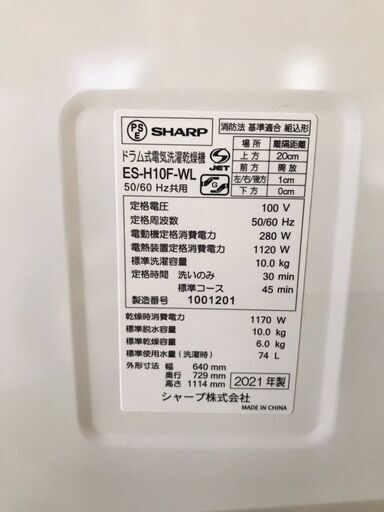 PS
E
SHARP
ドラム式電気洗濯乾燥機
ES-H10F-WL
50/60 Hz共用
JET
消防法 基準適合 組込形
場所 離隔距離
上方 20cm
前方 開放
左/右/後方 1cm
下方 0cm
定格電圧 100 V
定格周波数 50/60 Hz
電動機定格消費電力 280 W
電熱装置定格消費電力 1120 W
標準洗濯容量 10.0 kg
定格時間 洗いのみ 30 min
標準コース 45 min
製造番号 1001201
乾燥時消費電力 1170 W
標準脱水容量 10.0 kg
標準乾燥容量 6.0 kg
標準使用水量(洗濯時) 74 L
外形寸法 幅 640 mm
奥行 729 mm
高さ 1114 mm
2021 年製
シャープ株式会社
MADE IN CHINA